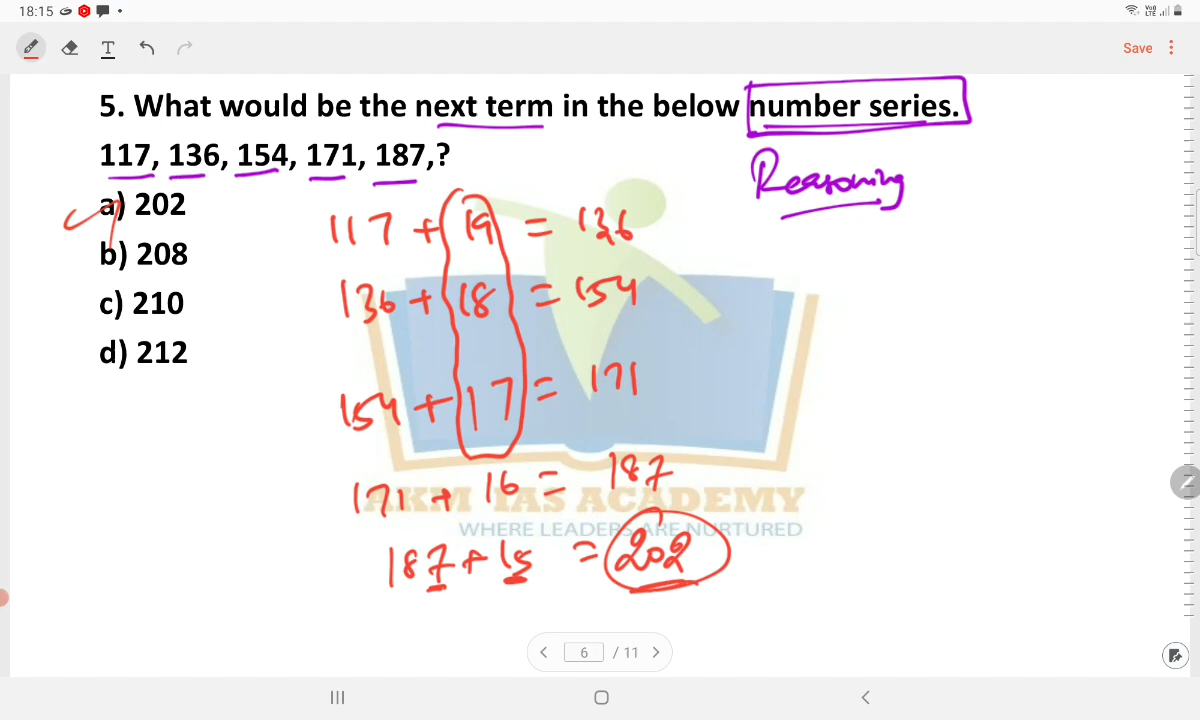 18:15
Save
5. What would be the next term in the below number series.
117, 136, 154, 171, 187,?
Reasoning
a) 202
b) 208
c) 210
d) 212
117 + 19 = 136
136 + 18 = 154
154 + 17 = 171
171 + 16 = 187
187 + 15 = 202
AKM IAS ACADEMY
WHERE LEADERS ARE NURTURED
6 / 11